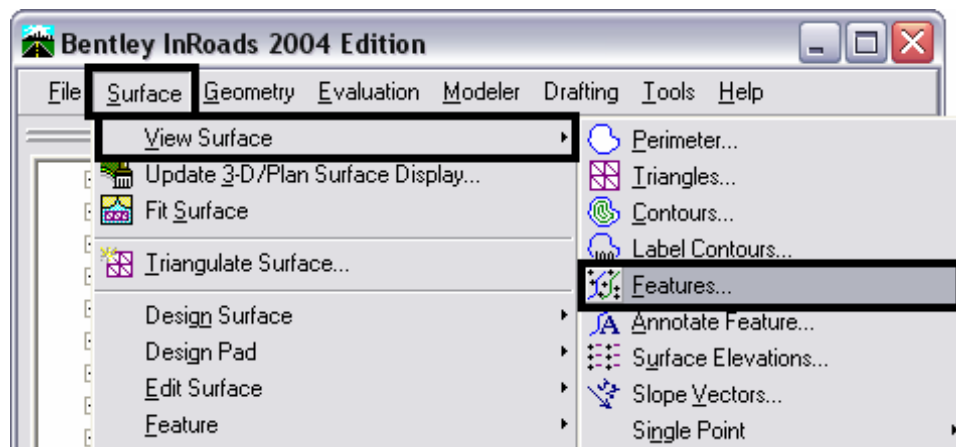 Bentley InRoads 2004 Edition
File Surface Geometry Evaluation Modeler Drafting Tools Help
View Surface
Update 3-D/Plan Surface Display...
Fit Surface
Triangulate Surface...
Design Surface
Design Pad
Edit Surface
Feature
Perimeter...
Triangles...
Contours...
Label Contours...
Features...
Annotate Feature...
Surface Elevations...
Slope Vectors...
Single Point